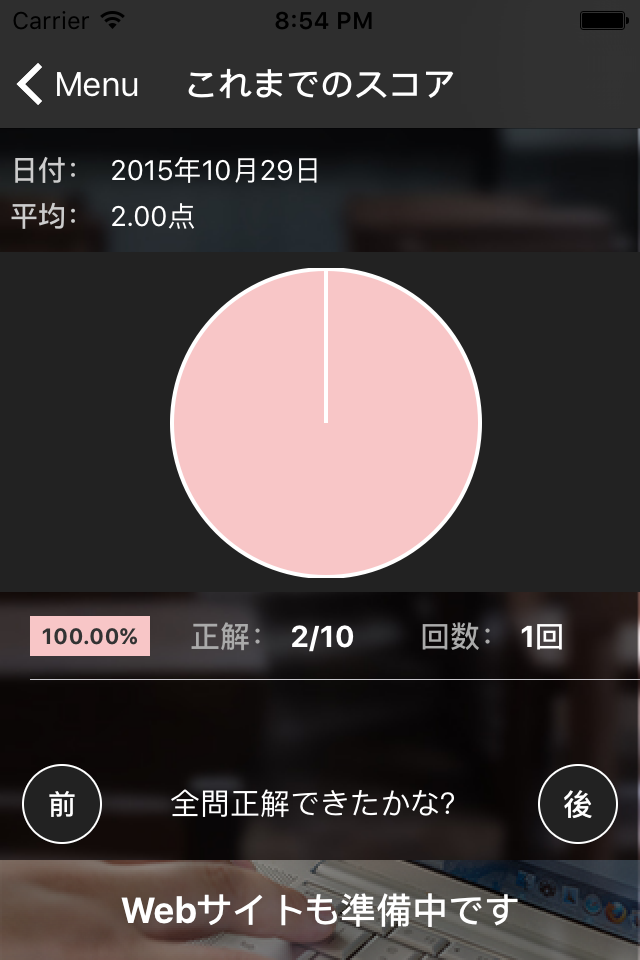 Carrier 8:54 PM
Menu これまでのスコア
日付： 2015年10月29日
平均： 2.00点
100.00% 正解： 2/10 回数： 1回
前 全問正解できたかな? 後
Webサイトも準備中です